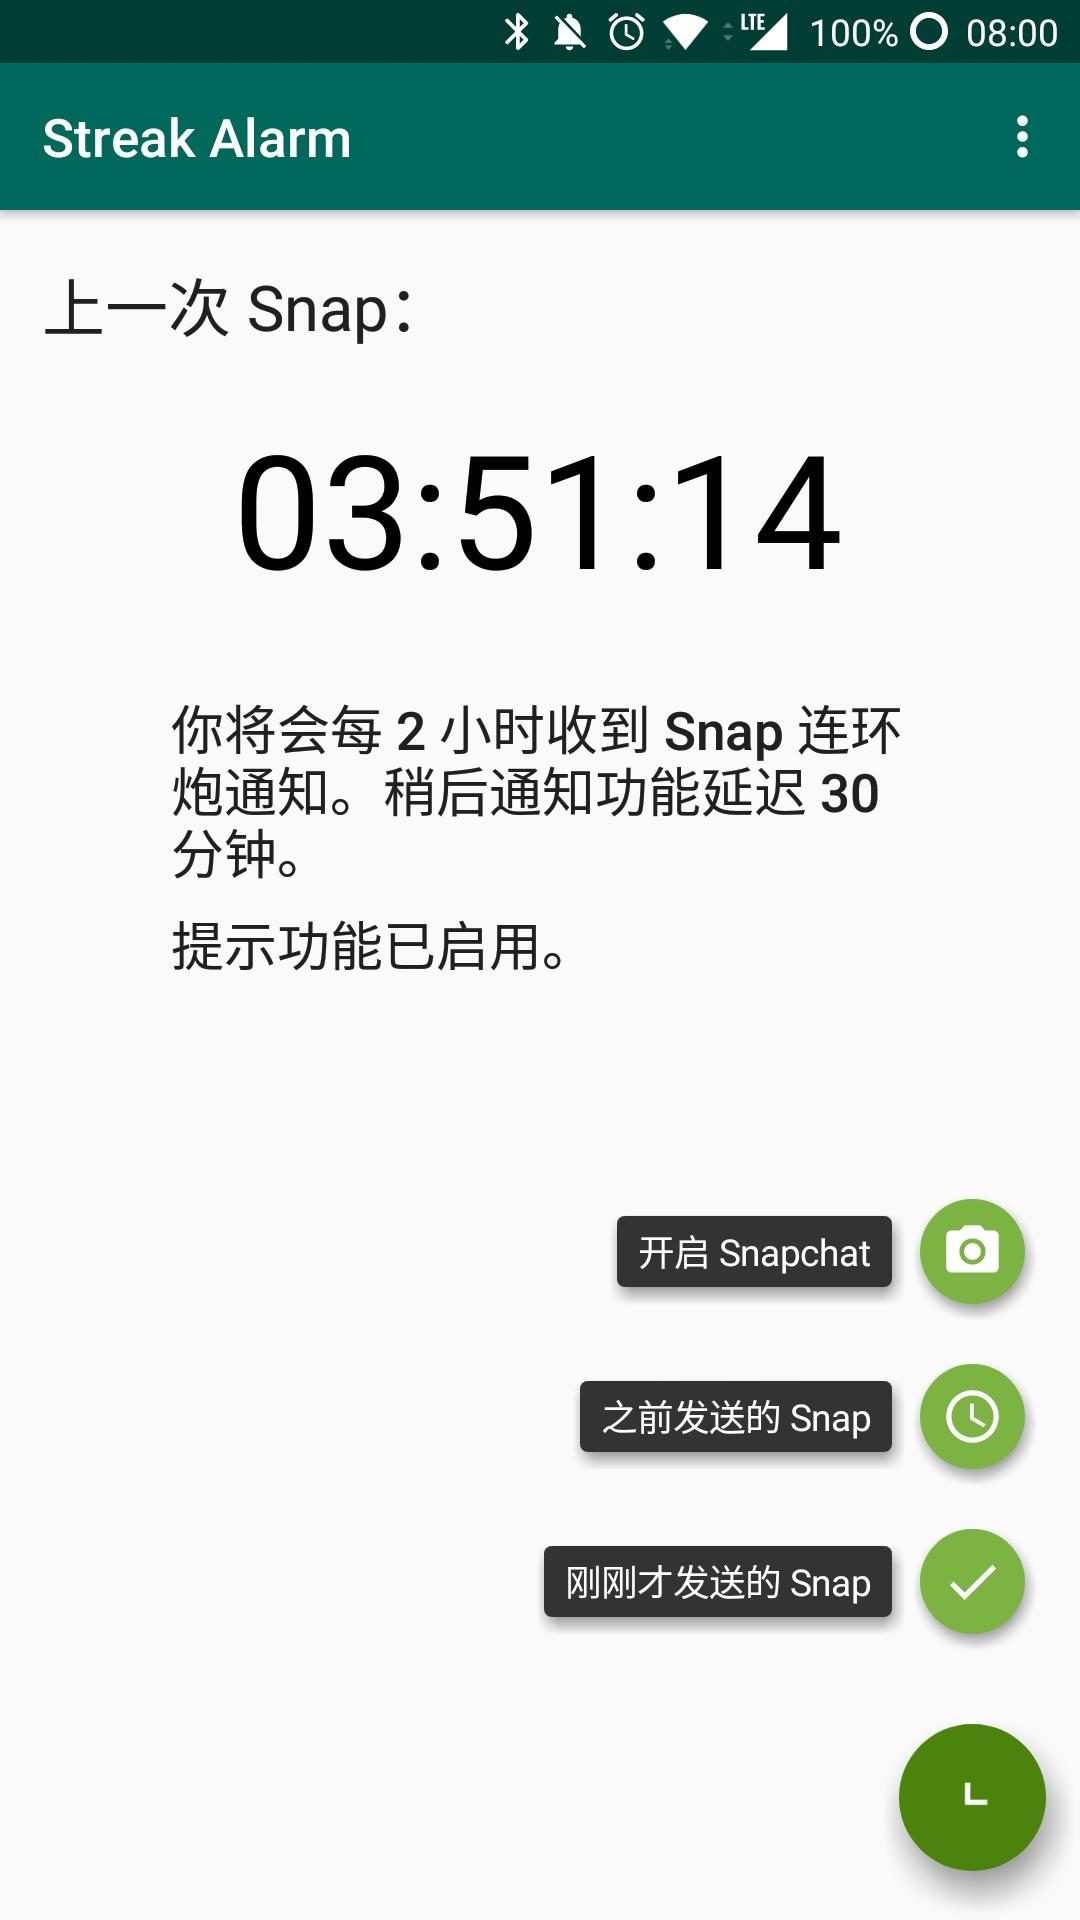 LTE 100% 08:00
Streak Alarm
上一次 Snap：
03:51:14
你将会每 2 小时收到 Snap 连环
炮通知。稍后通知功能延迟 30
分钟。
提示功能已启用。
开启 Snapchat
之前发送的 Snap
刚刚才发送的 Snap